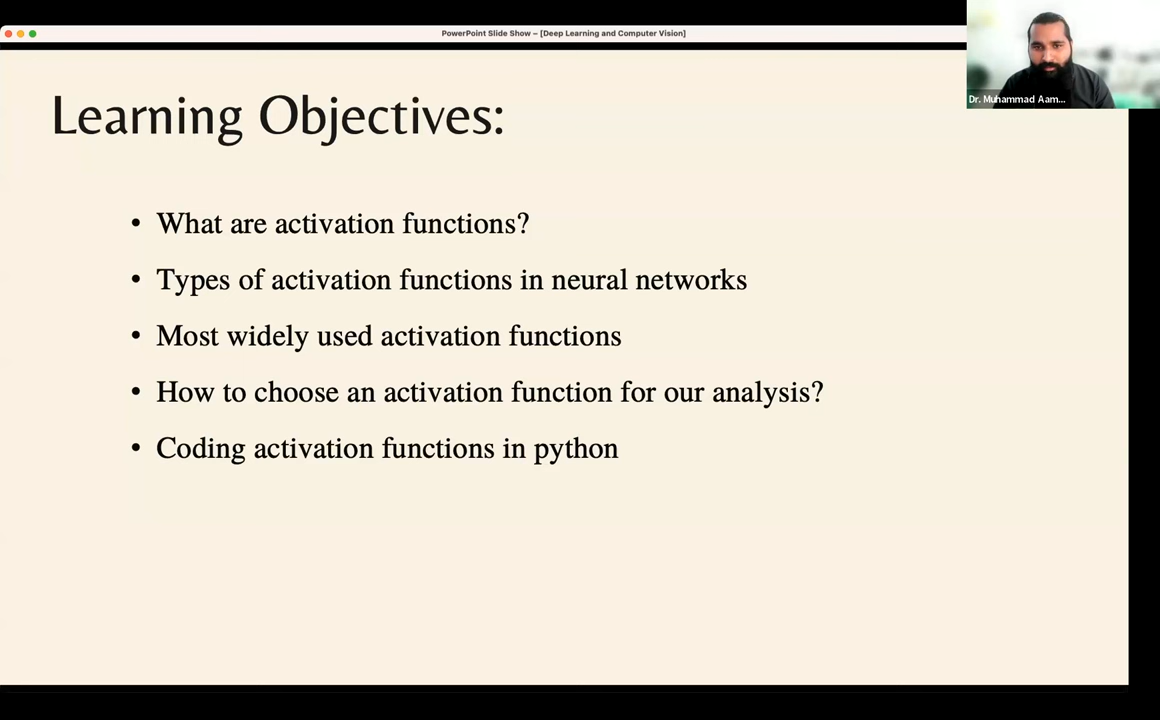 PowerPoint Slide Show – [Deep Learning and Computer Vision]
Dr. Muhammad Aam...
Learning Objectives:
• What are activation functions?
• Types of activation functions in neural networks
• Most widely used activation functions
• How to choose an activation function for our analysis?
• Coding activation functions in python